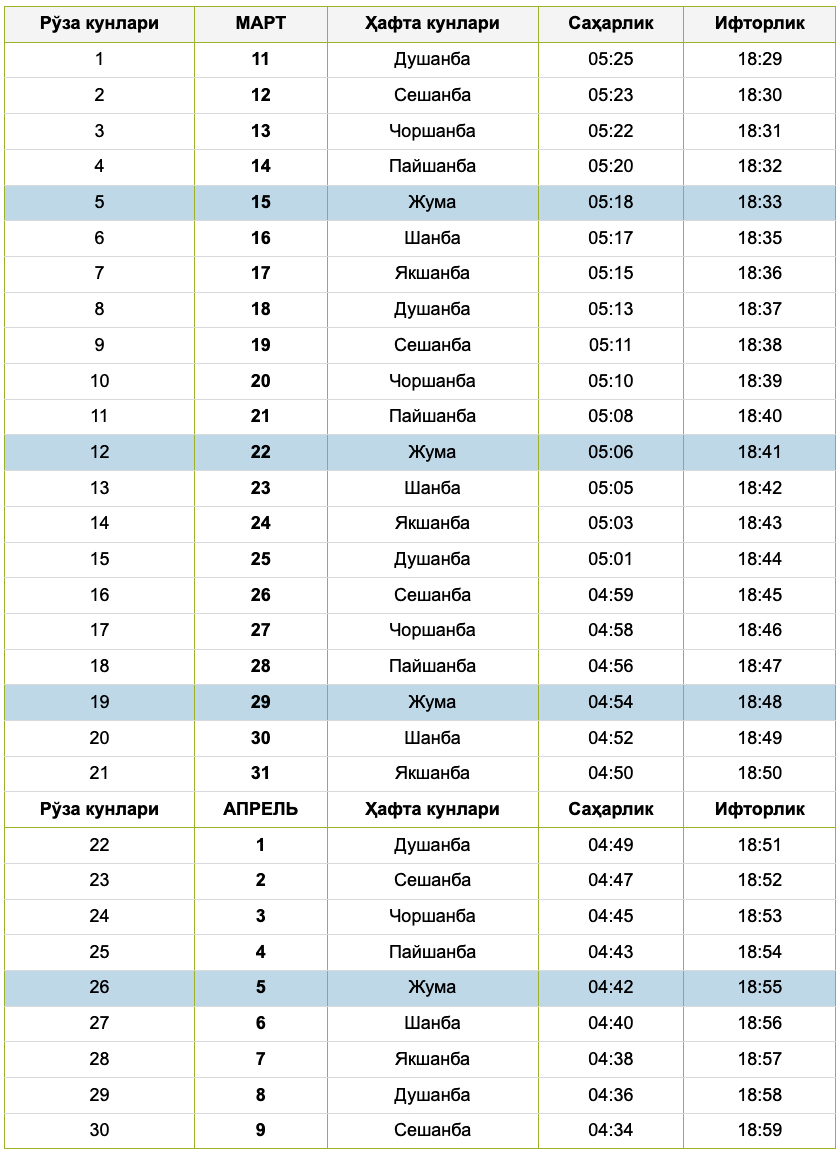 Рўза кунлари МАРТ Ҳафта кунлари Саҳарлик Ифторлик
1 11 Душанба 05:25 18:29
2 12 Сешанба 05:23 18:30
3 13 Чоршанба 05:22 18:31
4 14 Пайшанба 05:20 18:32
5 15 Жума 05:18 18:33
6 16 Шанба 05:17 18:35
7 17 Якшанба 05:15 18:36
8 18 Душанба 05:13 18:37
9 19 Сешанба 05:11 18:38
10 20 Чоршанба 05:10 18:39
11 21 Пайшанба 05:08 18:40
12 22 Жума 05:06 18:41
13 23 Шанба 05:05 18:42
14 24 Якшанба 05:03 18:43
15 25 Душанба 05:01 18:44
16 26 Сешанба 04:59 18:45
17 27 Чоршанба 04:58 18:46
18 28 Пайшанба 04:56 18:47
19 29 Жума 04:54 18:48
20 30 Шанба 04:52 18:49
21 31 Якшанба 04:50 18:50
Рўза кунлари АПРЕЛЬ Ҳафта кунлари Саҳарлик Ифторлик
22 1 Душанба 04:49 18:51
23 2 Сешанба 04:47 18:52
24 3 Чоршанба 04:45 18:53
25 4 Пайшанба 04:43 18:54
26 5 Жума 04:42 18:55
27 6 Шанба 04:40 18:56
28 7 Якшанба 04:38 18:57
29 8 Душанба 04:36 18:58
30 9 Сешанба 04:34 18:59